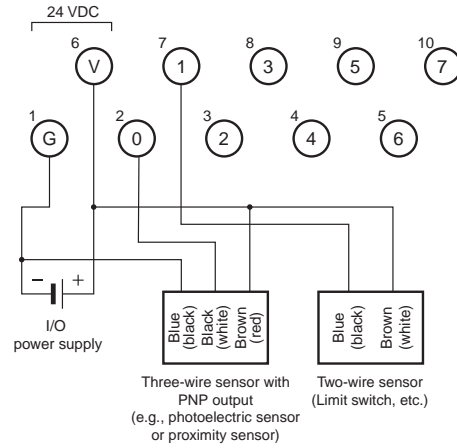 24 VDC
6 7 8 9 10
V 1 3 5 7
1 2 3 4 5
G 0 2 4 6
− +
I/O
power supply
Blue
(black)
Black
(white)
Brown
(red)
Blue
(black)
Brown
(white)
Three-wire sensor with
PNP output
(e.g., photoelectric sensor
or proximity sensor)
Two-wire sensor
(Limit switch, etc.)